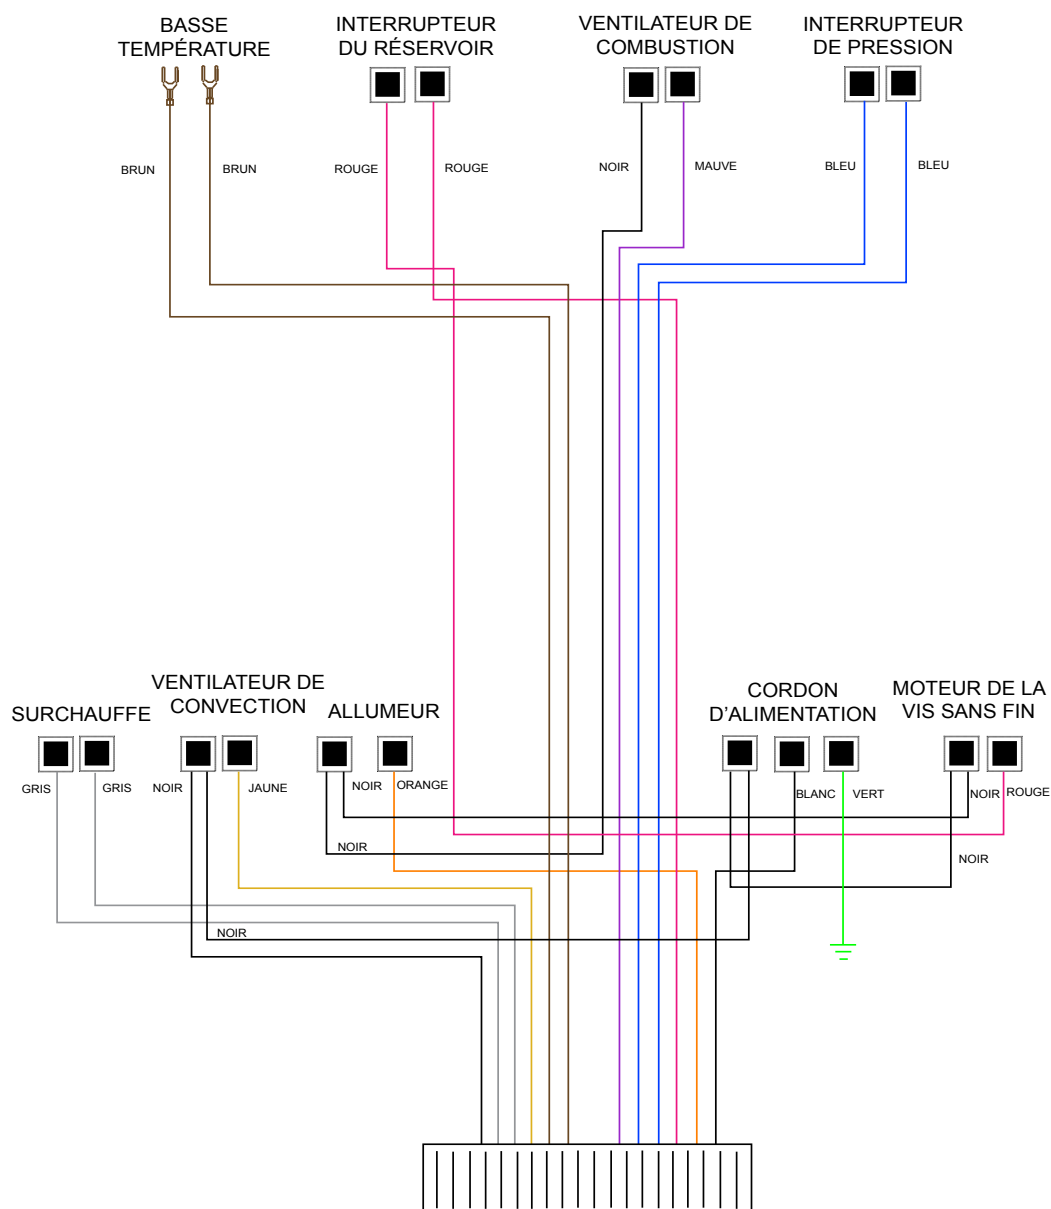 BASSE
TEMPÉRATURE
INTERRUPTEUR
DU RÉSERVOIR
VENTILATEUR DE
COMBUSTION
INTERRUPTEUR
DE PRESSION
BRUN
BRUN
ROUGE
ROUGE
NOIR
MAUVE
BLEU
BLEU
SURCHAUFFE
VENTILATEUR DE
CONVECTION
ALLUMEUR
CORDON
D'ALIMENTATION
MOTEUR DE LA
VIS SANS FIN
GRIS
GRIS
NOIR
JAUNE
NOIR
ORANGE
BLANC
VERT
NOIR
ROUGE
NOIR
NOIR
NOIR